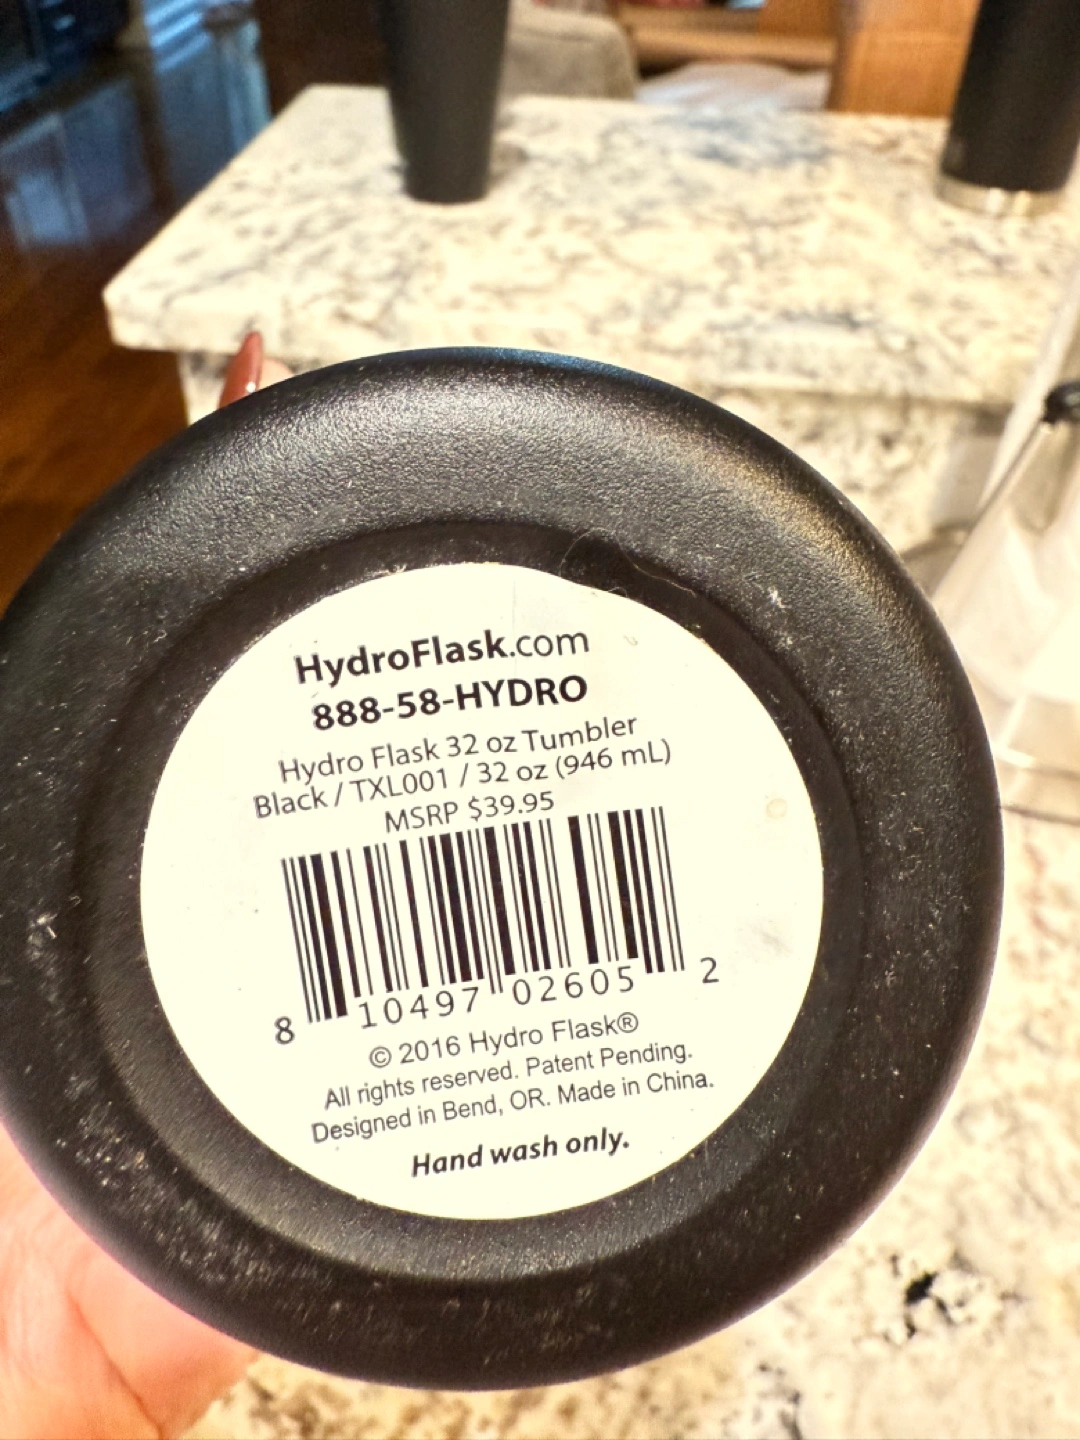 HydroFlask.com
888-58-HYDRO
Hydro Flask 32 oz Tumbler
Black / TXL001 / 32 oz (946 mL)
MSRP $39.95
8 10497 02605 2
© 2016 Hydro Flask®
All rights reserved. Patent Pending.
Designed in Bend, OR. Made in China.
Hand wash only.